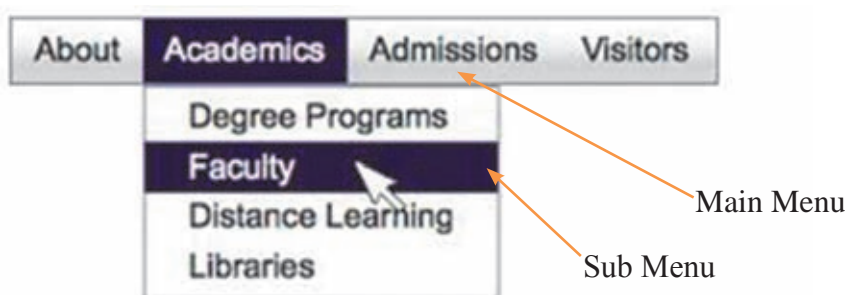 About Academics Admissions Visitors
Degree Programs
Faculty
Distance Learning
Libraries
Main Menu
Sub Menu